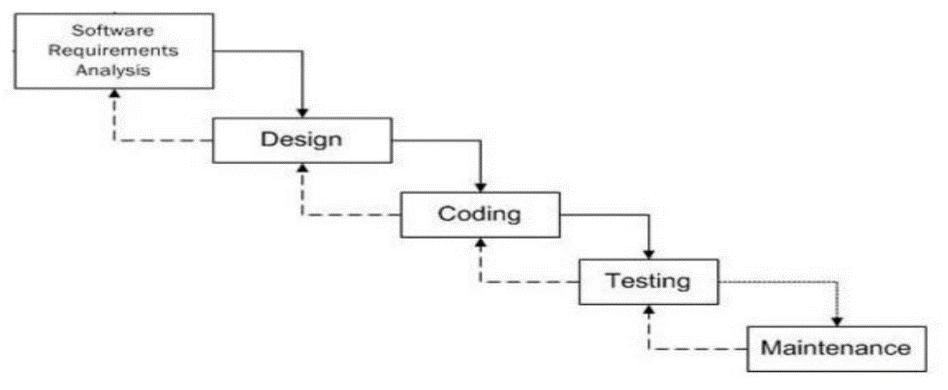 Software
Requirements
Analysis
Design
Coding
Testing
Maintenance